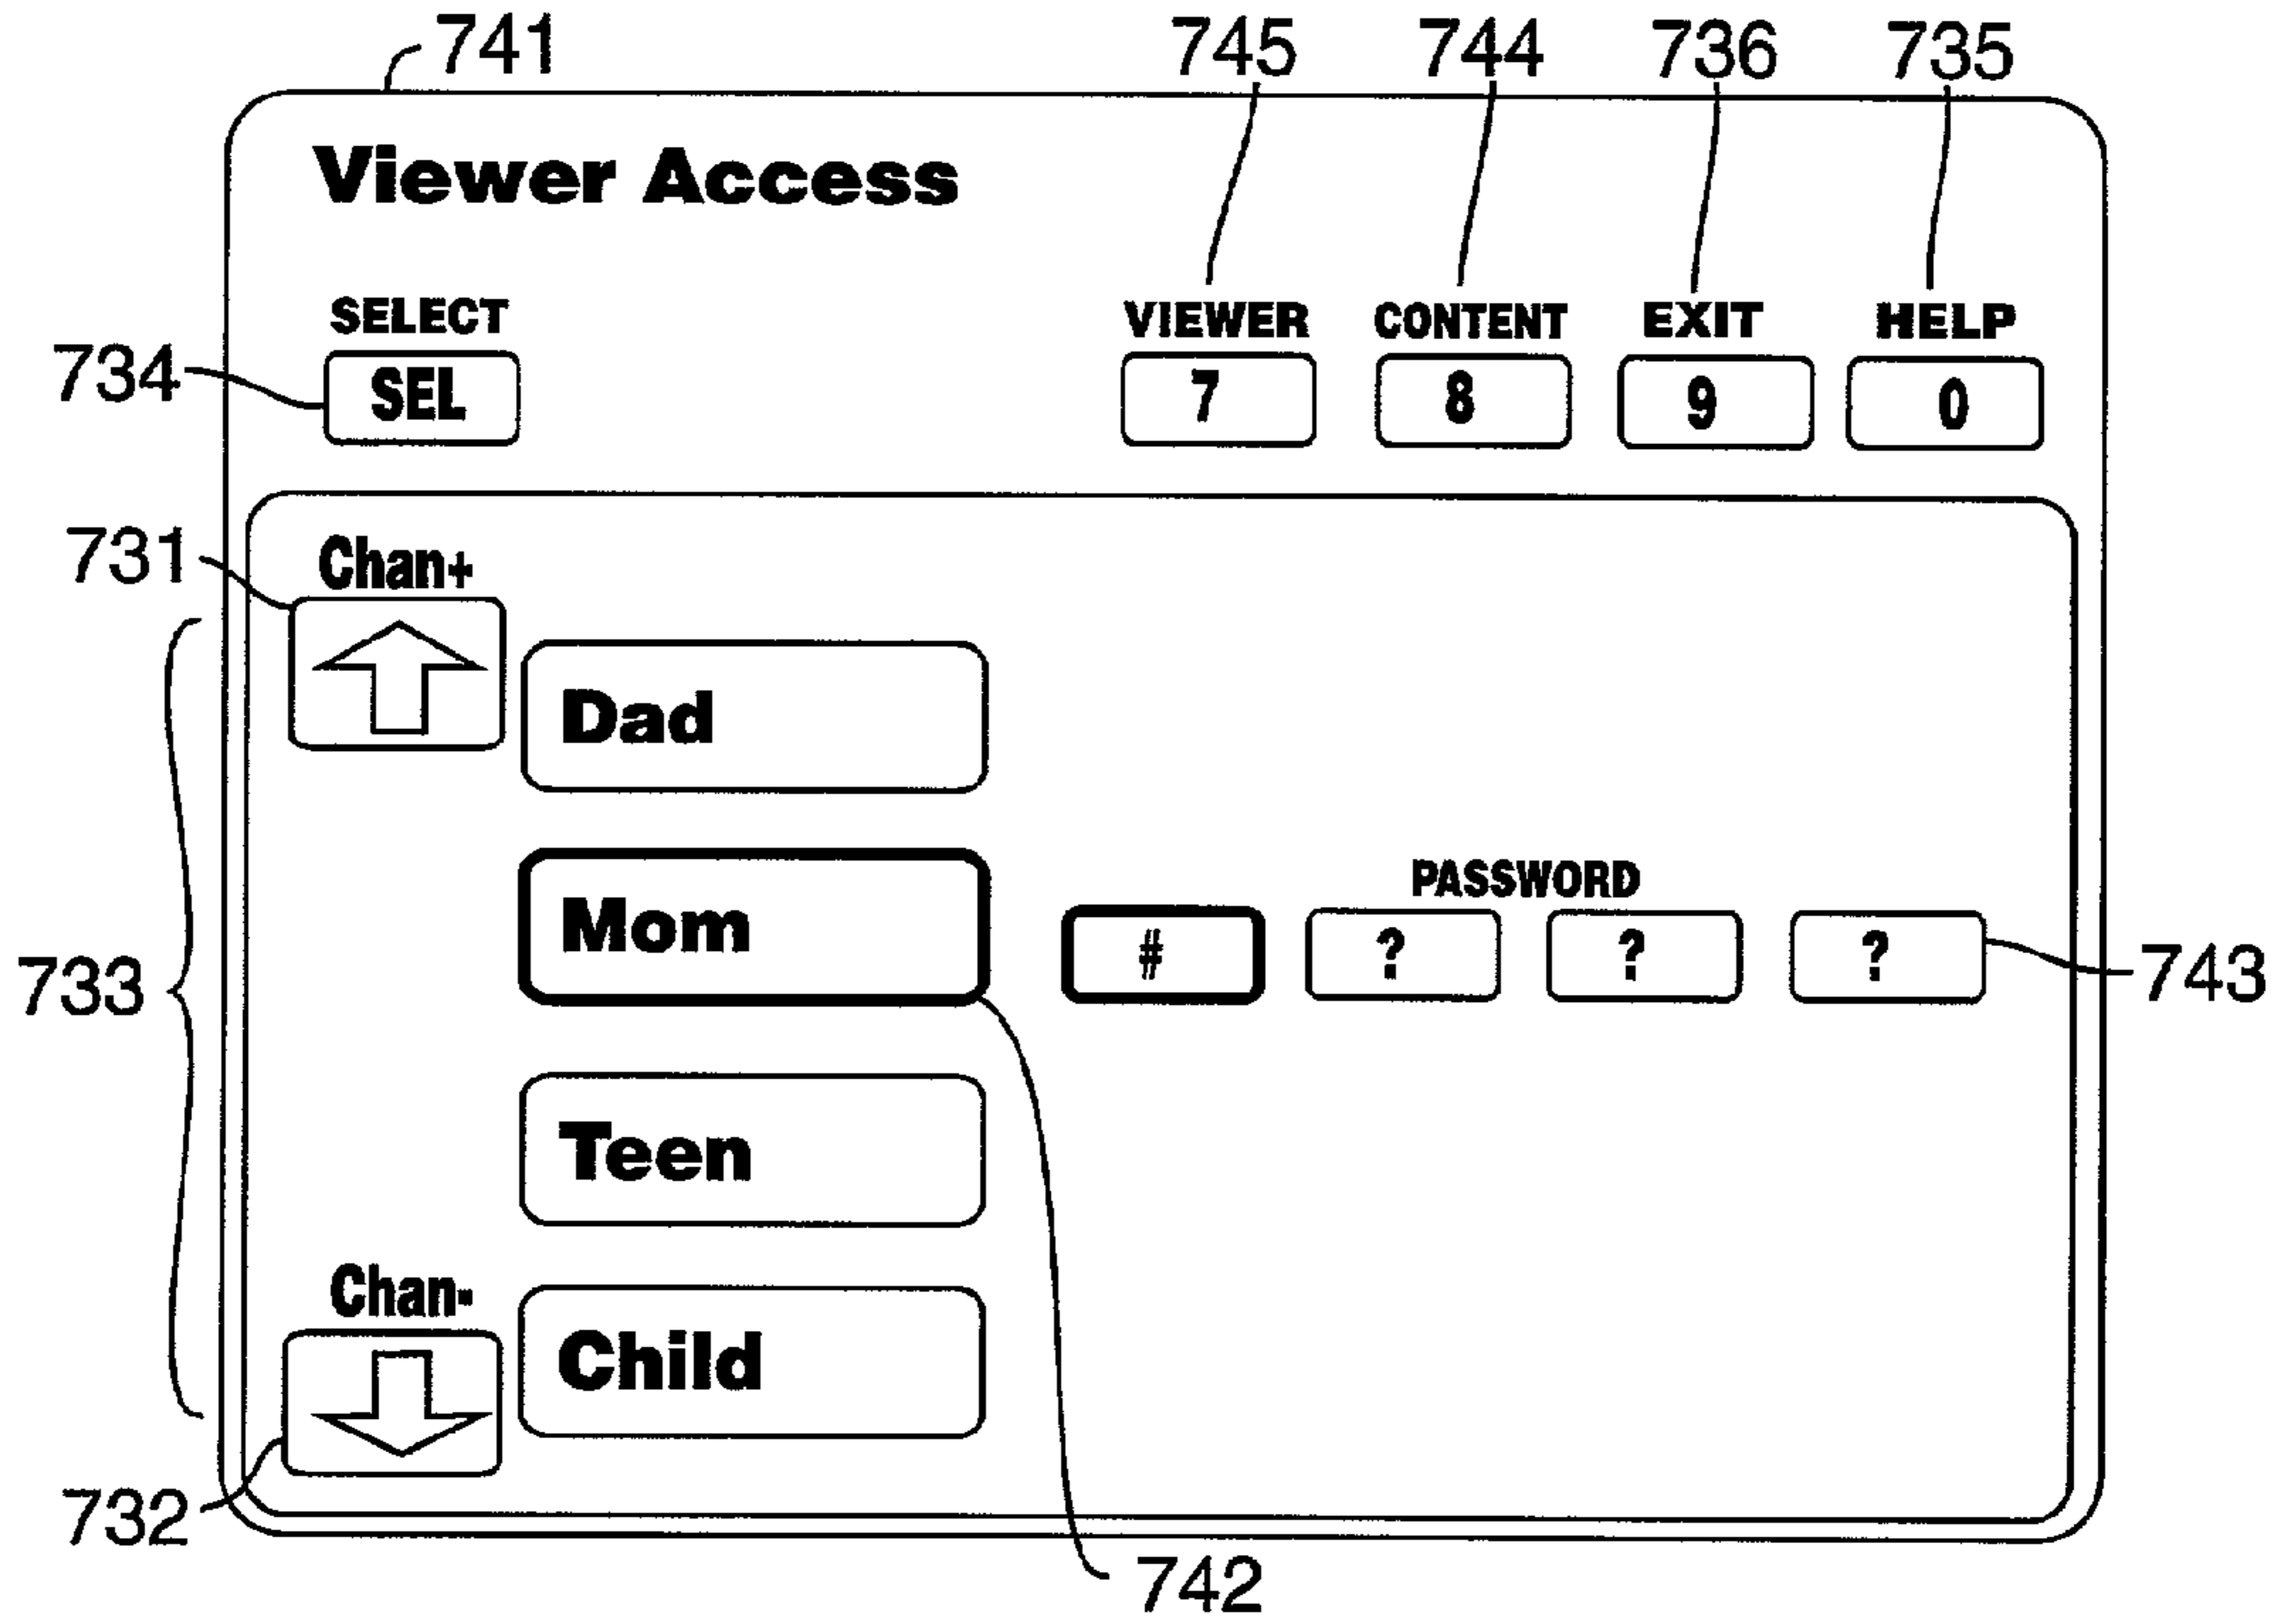 741 745 744 736 735
Viewer Access
SELECT VIEWER CONTENT EXIT HELP
734 SEL 7 8 9 0
731 Chan+
Dad
PASSWORD
733 Mom # ? ? ? 743
Teen
Chan-
Child
732
742